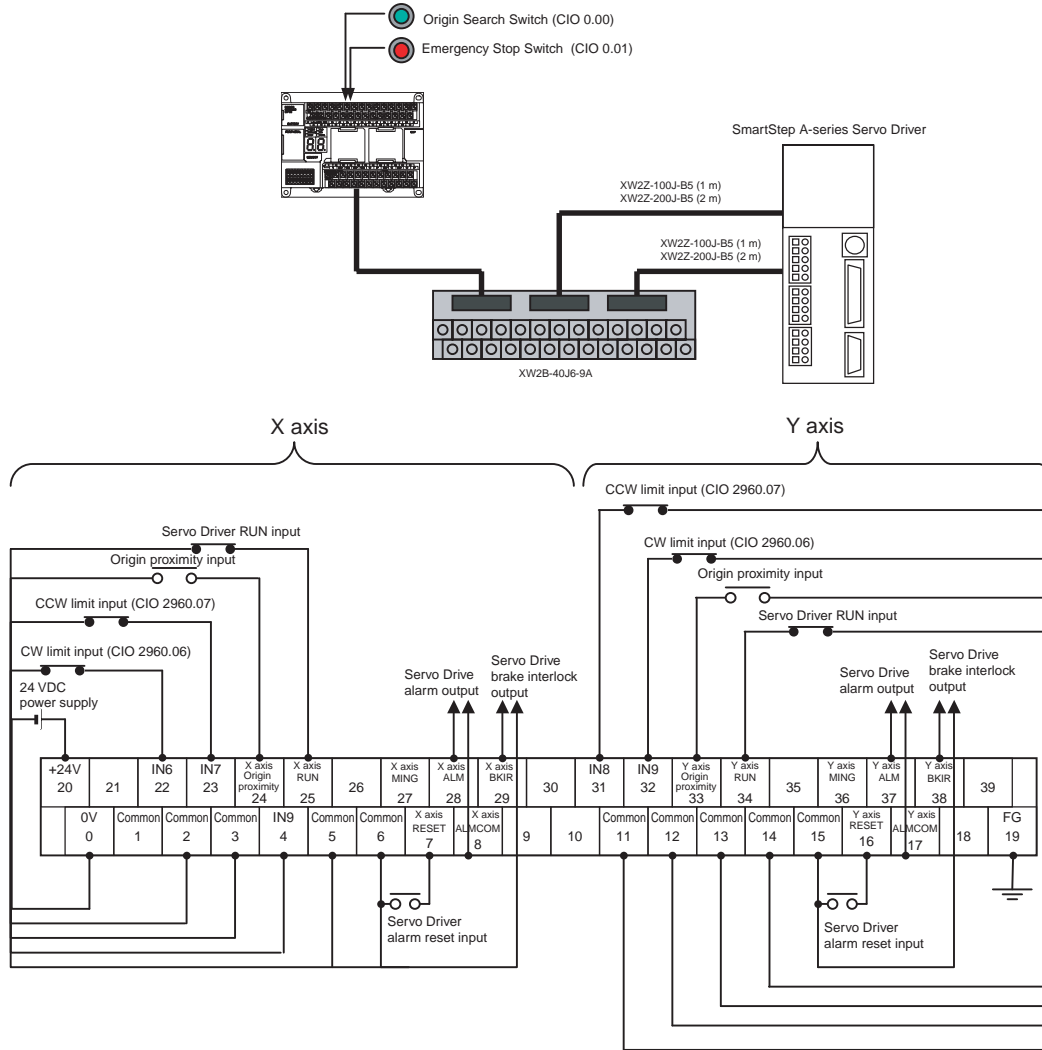 Origin Search Switch (CIO 0.00)
Emergency Stop Switch (CIO 0.01)
SmartStep A-series Servo Driver
XW2Z-100J-B5 (1 m)
XW2Z-200J-B5 (2 m)
XW2Z-100J-B5 (1 m)
XW2Z-200J-B5 (2 m)
XW2B-40J6-9A
X axis
Y axis
CCW limit input (CIO 2960.07)
Servo Driver RUN input
CW limit input (CIO 2960.06)
Origin proximity input
Origin proximity input
CCW limit input (CIO 2960.07)
Servo Driver RUN input
CW limit input (CIO 2960.06)
24 VDC
power supply
Servo Drive
alarm output
Servo Drive
brake interlock
output
Servo Drive
alarm output
Servo Drive
brake interlock
output
+24V
20
21
IN6
22
IN7
23
X axis
Origin
proximity
24
X axis
RUN
25
26
X axis
MING
27
X axis
ALM
28
X axis
BKIR
29
30
IN8
31
IN9
32
Y axis
Origin
proximity
33
Y axis
RUN
34
35
Y axis
MING
36
Y axis
ALM
37
Y axis
BKIR
38
39
0V
0
Common
1
Common
2
Common
3
IN9
4
Common
5
Common
6
X axis
RESET
7
X axis
ALMCOM
8
9
10
Common
11
Common
12
Common
13
Common
14
Common
15
Y axis
RESET
16
Y axis
ALMCOM
17
18
FG
19
Servo Driver
alarm reset input
Servo Driver
alarm reset input